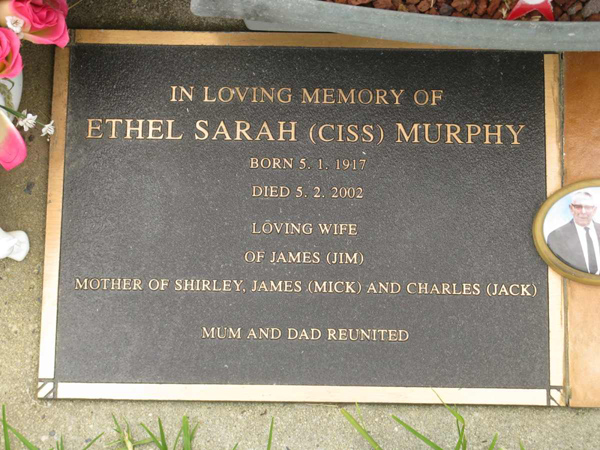 IN LOVING MEMORY OF
ETHEL SARAH (CISS) MURPHY
BORN 5. 1. 1917
DIED 5. 2. 2002
LOVING WIFE
OF JAMES (JIM)
MOTHER OF SHIRLEY, JAMES (MICK) AND CHARLES (JACK)
MUM AND DAD REUNITED